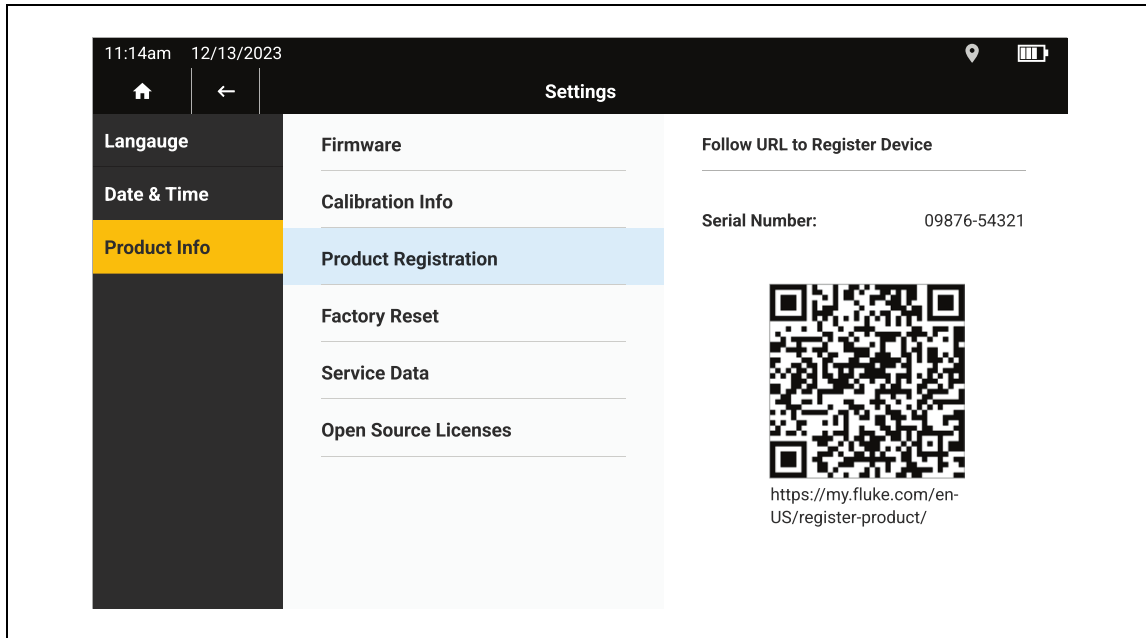 11:14am 12/13/2023
Settings
Langauge
Date & Time
Product Info
Firmware
Calibration Info
Product Registration
Factory Reset
Service Data
Open Source Licenses
Follow URL to Register Device
Serial Number: 09876-54321
https://my.fluke.com/en-
US/register-product/